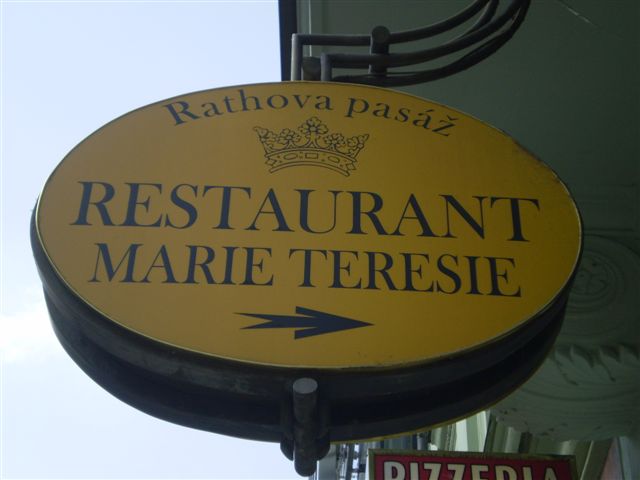 Rathova pasáž
RESTAURANT
MARIE TERESIE
PIZZERIA